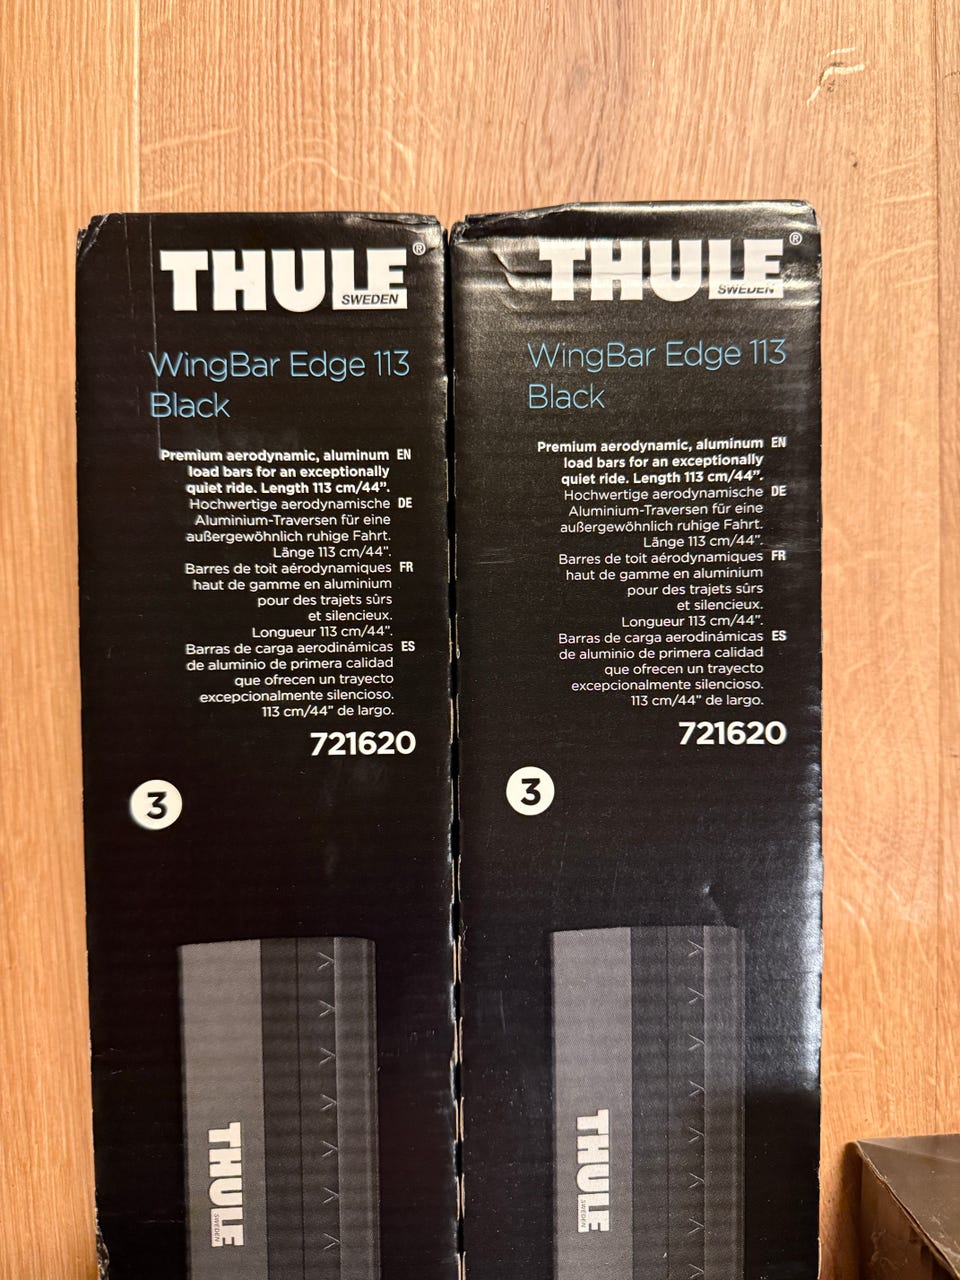 THULE®
SWEDEN
WingBar Edge 113
Black
Premium aerodynamic, aluminum EN
load bars for an exceptionally
quiet ride. Length 113 cm/44”.
Hochwertige aerodynamische DE
Aluminium-Traversen für eine
außergewöhnlich ruhige Fahrt.
Länge 113 cm/44”.
Barres de toit aérodynamiques FR
haut de gamme en aluminium
pour des trajets sûrs
et silencieux.
Longueur 113 cm/44”.
Barras de carga aerodinámicas ES
de aluminio de primera calidad
que ofrecen un trayecto
excepcionalmente silencioso.
113 cm/44” de largo.
721620
3
THULE
SWEDEN
THULE®
SWEDEN
WingBar Edge 113
Black
Premium aerodynamic, aluminum EN
load bars for an exceptionally
quiet ride. Length 113 cm/44”.
Hochwertige aerodynamische DE
Aluminium-Traversen für eine
außergewöhnlich ruhige Fahrt.
Länge 113 cm/44”.
Barres de toit aérodynamiques FR
haut de gamme en aluminium
pour des trajets sûrs
et silencieux.
Longueur 113 cm/44”.
Barras de carga aerodinámicas ES
de aluminio de primera calidad
que ofrecen un trayecto
excepcionalmente silencioso.
113 cm/44” de largo.
721620
3
THULE
SWEDEN